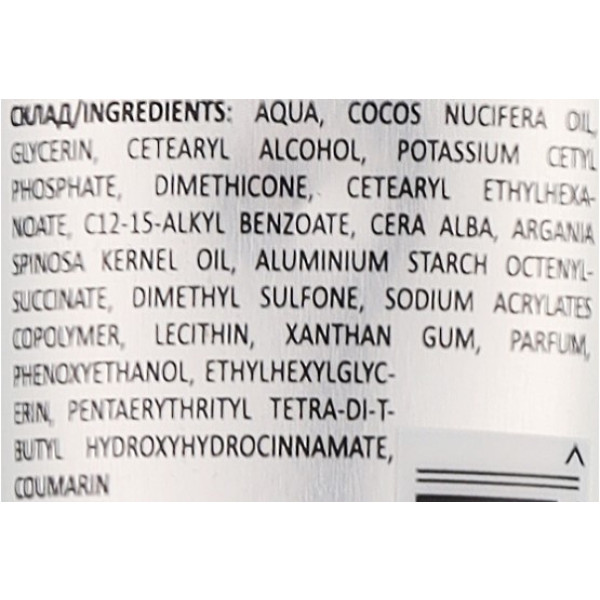 СКЛАД/INGREDIENTS: AQUA, COCOS NUCIFERA OIL,
GLYCERIN, CETEARYL ALCOHOL, POTASSIUM CETYL
PHOSPHATE, DIMETHICONE, CETEARYL ETHYLHEXA-
NOATE, C12-15-ALKYL BENZOATE, CERA ALBA, ARGANIA
SPINOSA KERNEL OIL, ALUMINIUM STARCH OCTENYL-
SUCCINATE, DIMETHYL SULFONE, SODIUM ACRYLATES
COPOLYMER, LECITHIN, XANTHAN GUM, PARFUM,
PHENOXYETHANOL, ETHYLHEXYLGLYC-
ERIN, PENTAERYTHRITYL TETRA-DI-T-
BUTYL HYDROXYHYDROCINNAMATE,
COUMARIN